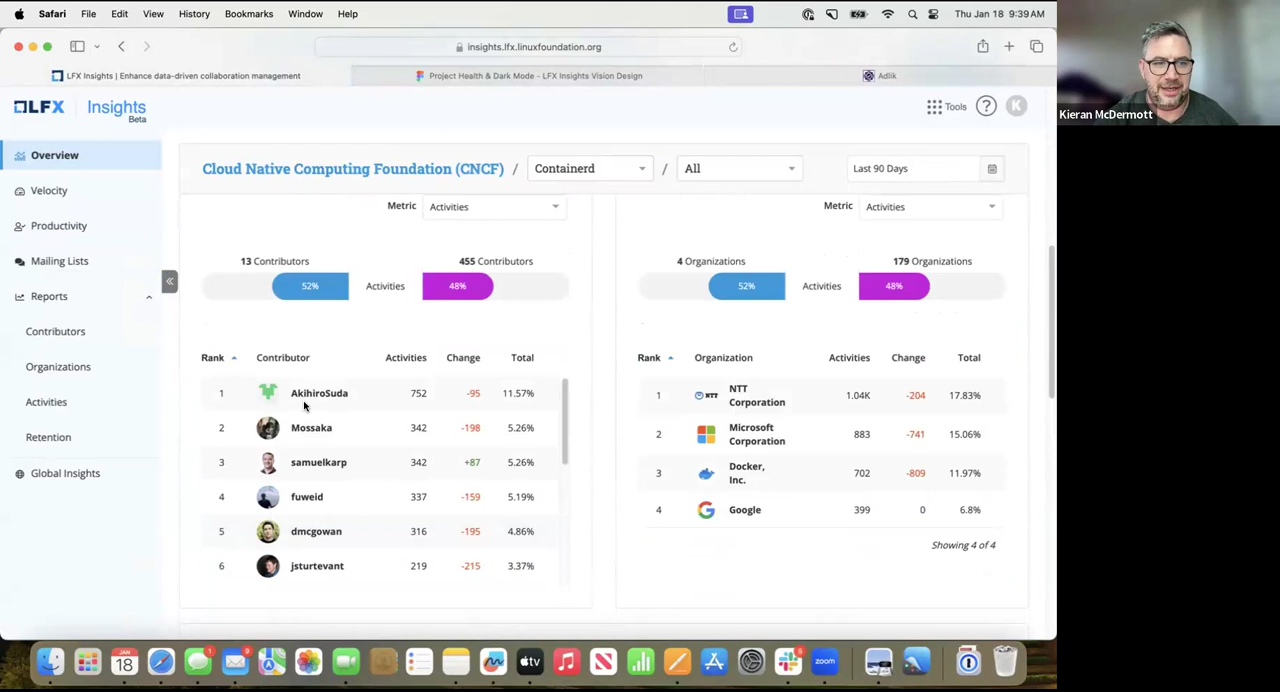 Safari File Edit View History Bookmarks Window Help Thu Jan 18 9:39 AM
insights.lfx.linuxfoundation.org
LFX Insights | Enhance data-driven collaboration management Project Health & Dark Mode - LFX Insights Vision Design Adlik
LFX Insights Beta Tools ? K
Kieran McDermott
Overview
Velocity
Productivity
Mailing Lists
Reports
Contributors
Organizations
Activities
Retention
Global Insights
Cloud Native Computing Foundation (CNCF) / Containerd / All Last 90 Days
Metric Activities
13 Contributors 455 Contributors
52% Activities 48%
Rank Contributor Activities Change Total
1 AkihiroSuda 752 -95 11.57%
2 Mossaka 342 -198 5.26%
3 samuelkarp 342 +87 5.26%
4 fuweid 337 -159 5.19%
5 dmcgowan 316 -195 4.86%
6 jsturtevant 219 -215 3.37%
Metric Activities
4 Organizations 179 Organizations
52% Activities 48%
Rank Organization Activities Change Total
1 NTT NTT Corporation 1.04K -204 17.83%
2 Microsoft Corporation 883 -741 15.06%
3 Docker, Inc. 702 -809 11.97%
4 Google 399 0 6.8%
Showing 4 of 4
JAN
18
1
9
tv
zoom
5